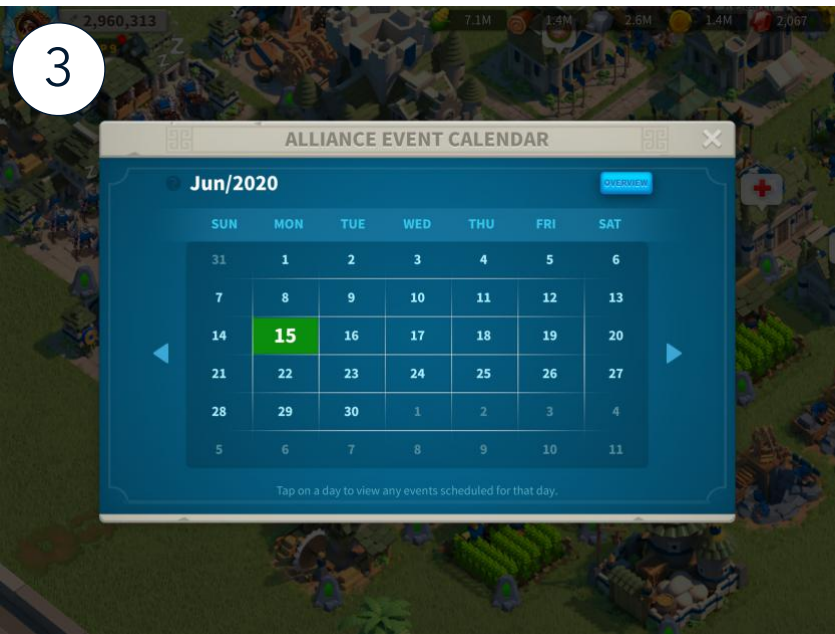 2,960,313
7.1M 1.4M 2.6M 1.4M 2,067
3
ALLIANCE EVENT CALENDAR
Jun/2020
OVERVIEW
SUN MON TUE WED THU FRI SAT
31 1 2 3 4 5 6
7 8 9 10 11 12 13
14 15 16 17 18 19 20
21 22 23 24 25 26 27
28 29 30 1 2 3 4
5 6 7 8 9 10 11
Tap on a day to view any events scheduled for that day.